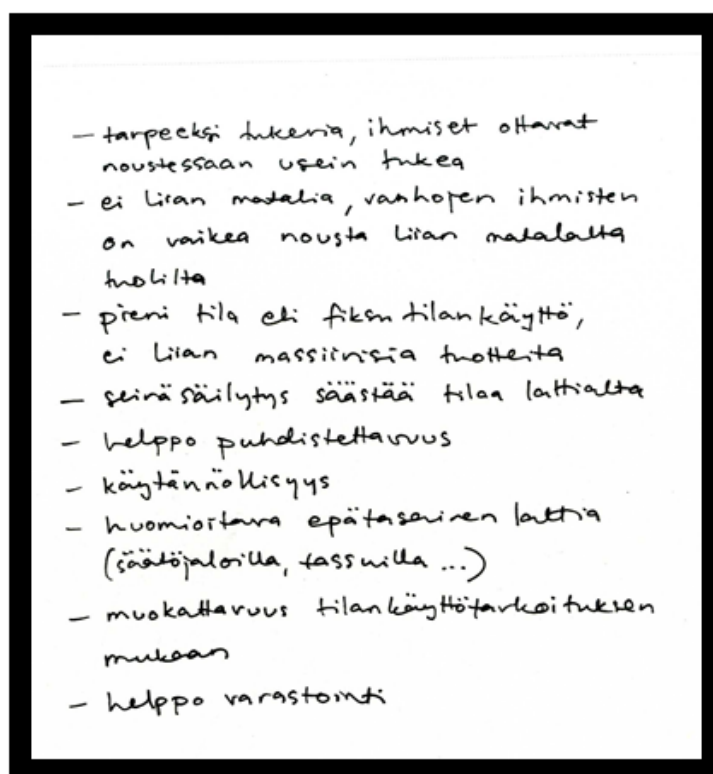 – tarpeeksi tukevia, ihmiset ottavat
noustessaan usein tukea
– ei liian matalia, vanhojen ihmisten
on vaikea nousta liian matalalta
tuolilta
– pieni tila eli fiksu tilankäyttö,
ei liian massiivisia tuotteita
– seinäsäilytys säästää tilaa lattialta
– helppo puhdistettavuus
– käytännöllisyys
– huomioitava epätasainen lattia
(säätöjaloilla, tassuilla ...)
– muokattavuus tilankäyttötarkoituksen
mukaan
– helppo varastointi